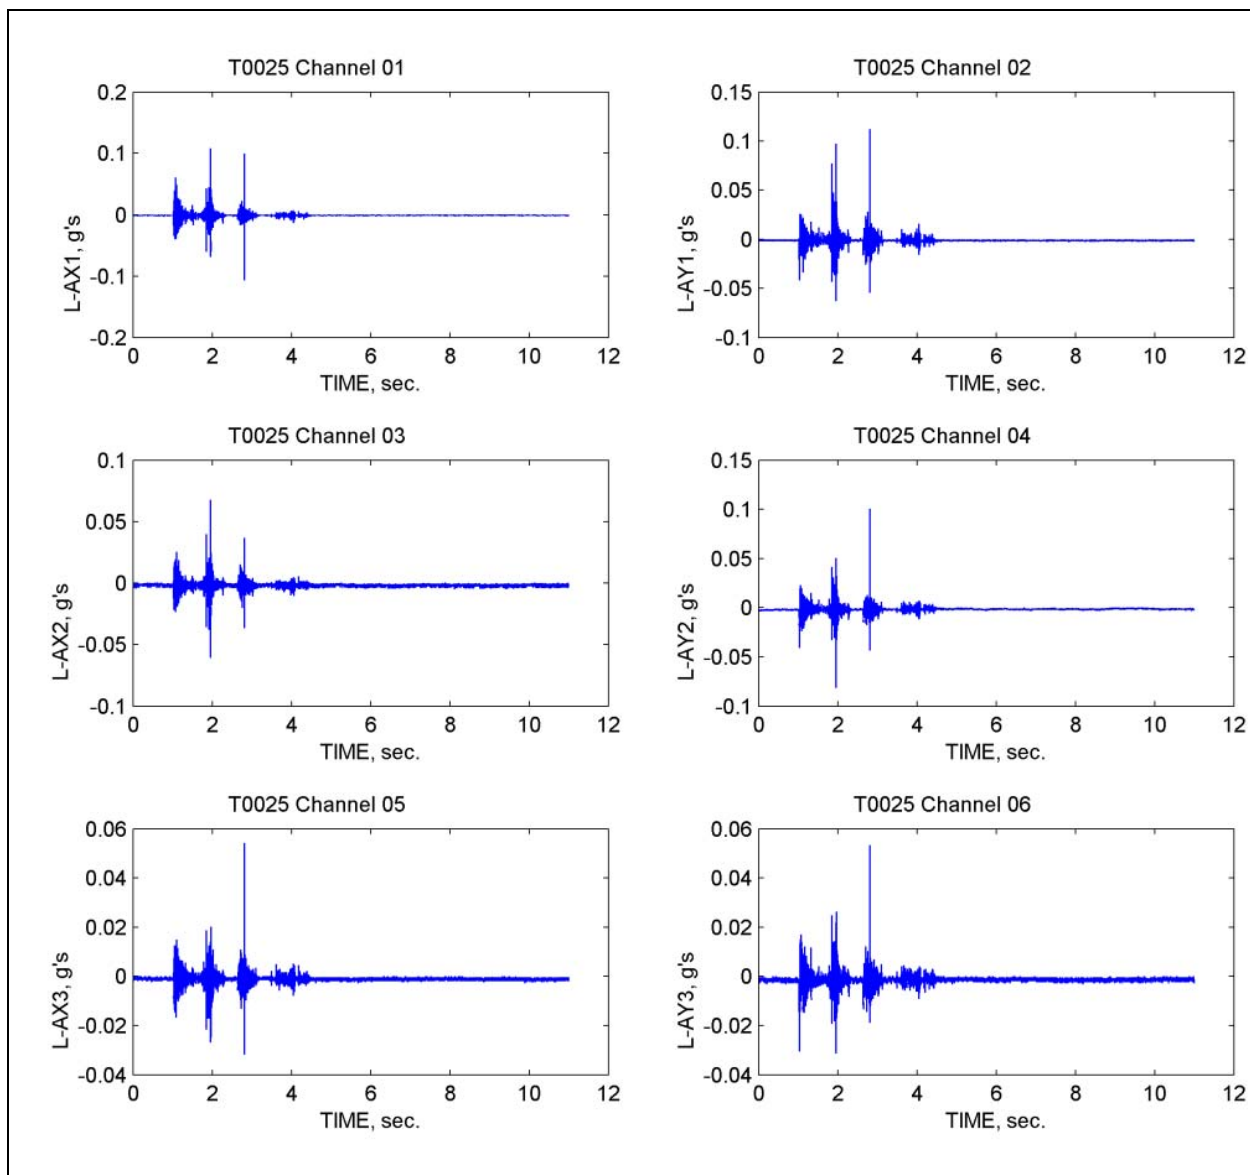 T0025 Channel 01
0.2
0.1
0
-0.1
-0.2
L-AX1, g's
0 2 4 6 8 10 12
TIME, sec.
T0025 Channel 02
0.15
0.1
0.05
0
-0.05
-0.1
L-AY1, g's
0 2 4 6 8 10 12
TIME, sec.
T0025 Channel 03
0.1
0.05
0
-0.05
-0.1
L-AX2, g's
0 2 4 6 8 10 12
TIME, sec.
T0025 Channel 04
0.15
0.1
0.05
0
-0.05
-0.1
L-AY2, g's
0 2 4 6 8 10 12
TIME, sec.
T0025 Channel 05
0.06
0.04
0.02
0
-0.02
-0.04
L-AX3, g's
0 2 4 6 8 10 12
TIME, sec.
T0025 Channel 06
0.06
0.04
0.02
0
-0.02
-0.04
L-AY3, g's
0 2 4 6 8 10 12
TIME, sec.